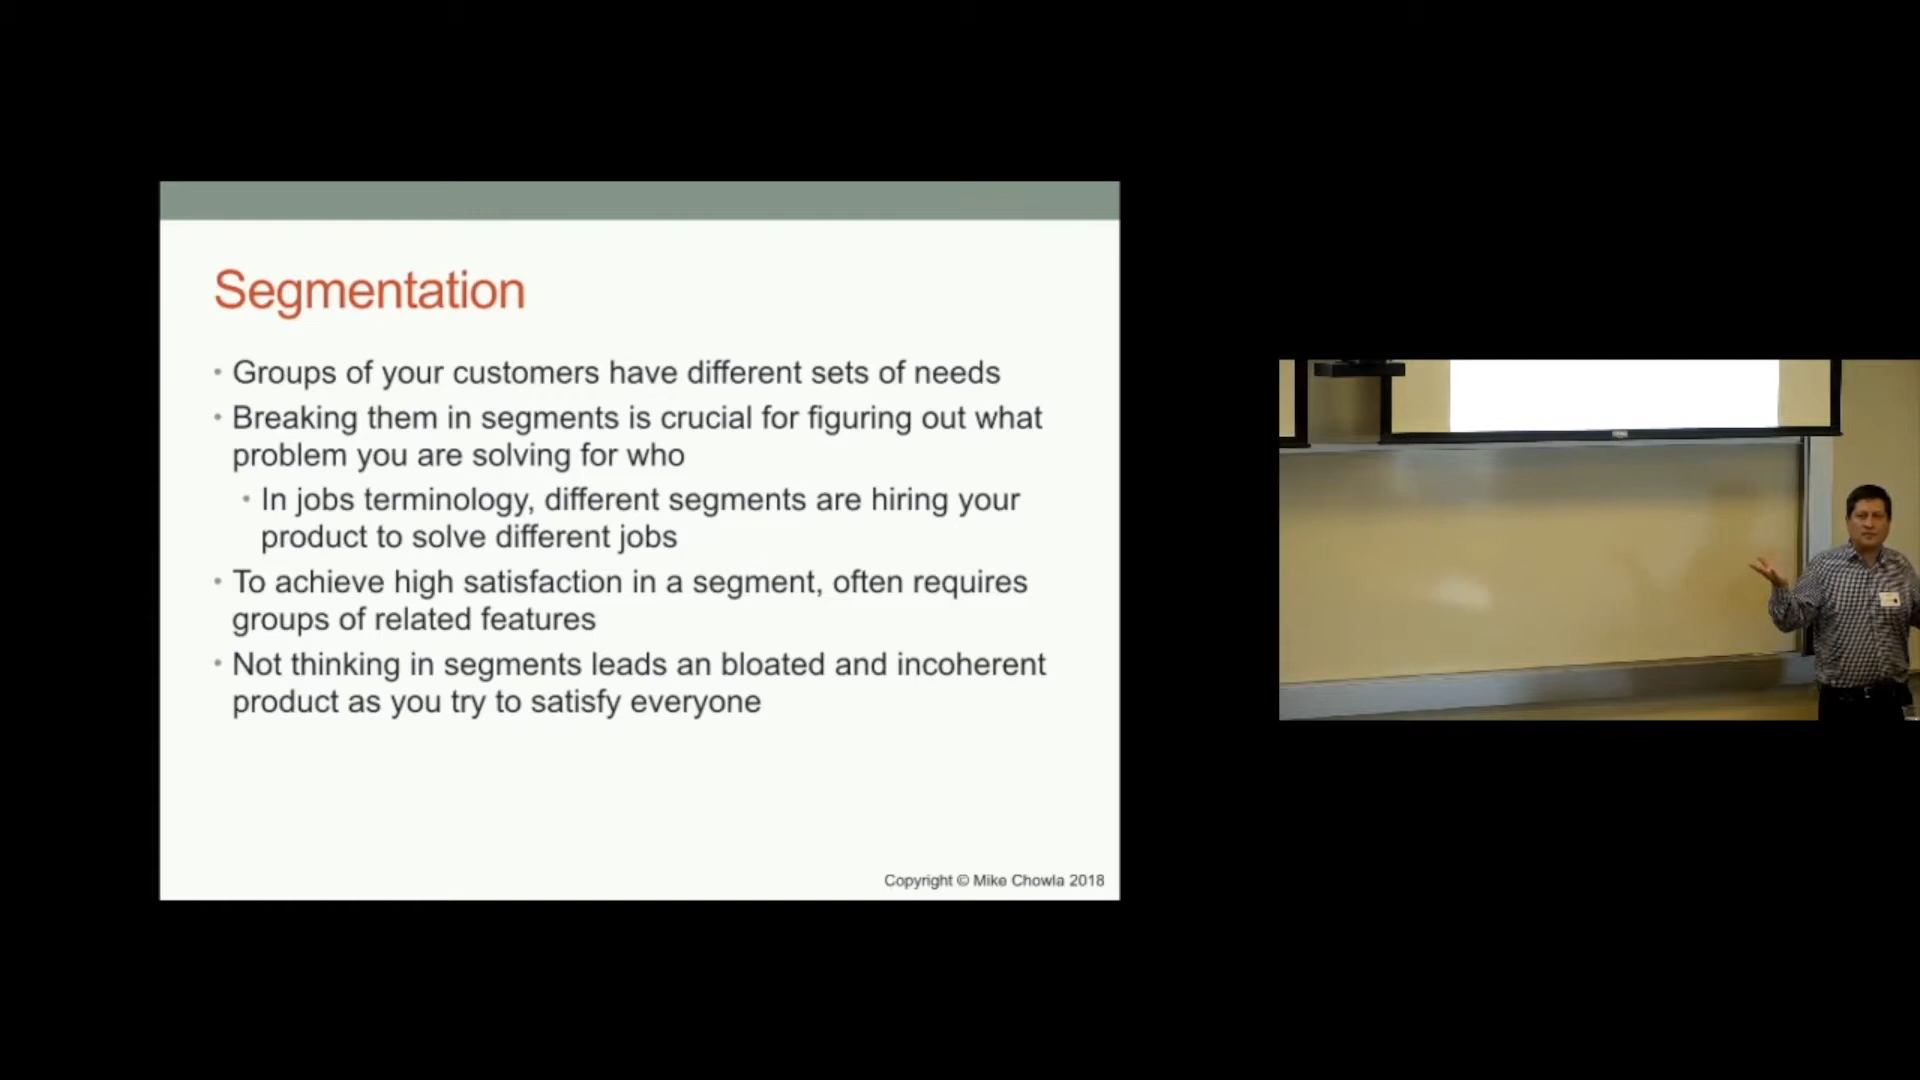 Segmentation
• Groups of your customers have different sets of needs
• Breaking them in segments is crucial for figuring out what
problem you are solving for who
• In jobs terminology, different segments are hiring your
product to solve different jobs
• To achieve high satisfaction in a segment, often requires
groups of related features
• Not thinking in segments leads an bloated and incoherent
product as you try to satisfy everyone
Copyright © Mike Chowla 2018